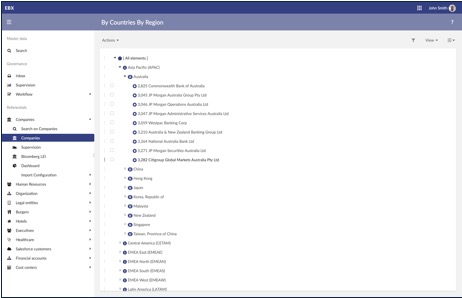 EBX
John Smith
By Countries By Region
?
Master data
Search
Governance
Inbox
Supervision
Workflow
Referentials
Companies
Search on Companies
Companies
Supervision
Bloomberg LEI
Dashboard
Import Configuration
Human Resources
Organization
Legal entities
Burgers
Hotels
Executives
Healthcare
Salesforce customers
Financial accounts
Cost centers
Actions
View
[ All elements ]
Asia Pacific (APAC)
Australia
3,025 Commonwealth Bank of Australia
3,045 JP Morgan Australia Group Pty Ltd
3,046 JP Morgan Operations Australia Ltd
3,047 JP Morgan Administrative Services Australia Ltd
3,059 Westpac Banking Corp
3,210 Australia & New Zealand Banking Group Ltd
3,264 National Australia Bank Ltd
3,271 JP Morgan Securities Australia Ltd
3,282 Citigroup Global Markets Australia Pty Ltd
China
Hong Kong
Japan
Korea, Republic of
Malaysia
New Zealand
Singapore
Taiwan, Province of China
Central America (LSTAM)
EMEA East (EMEAE)
EMEA North (EMEAN)
EMEA South (EMEAS)
EMEA West (EMEAW)
Latin America (LATAM)